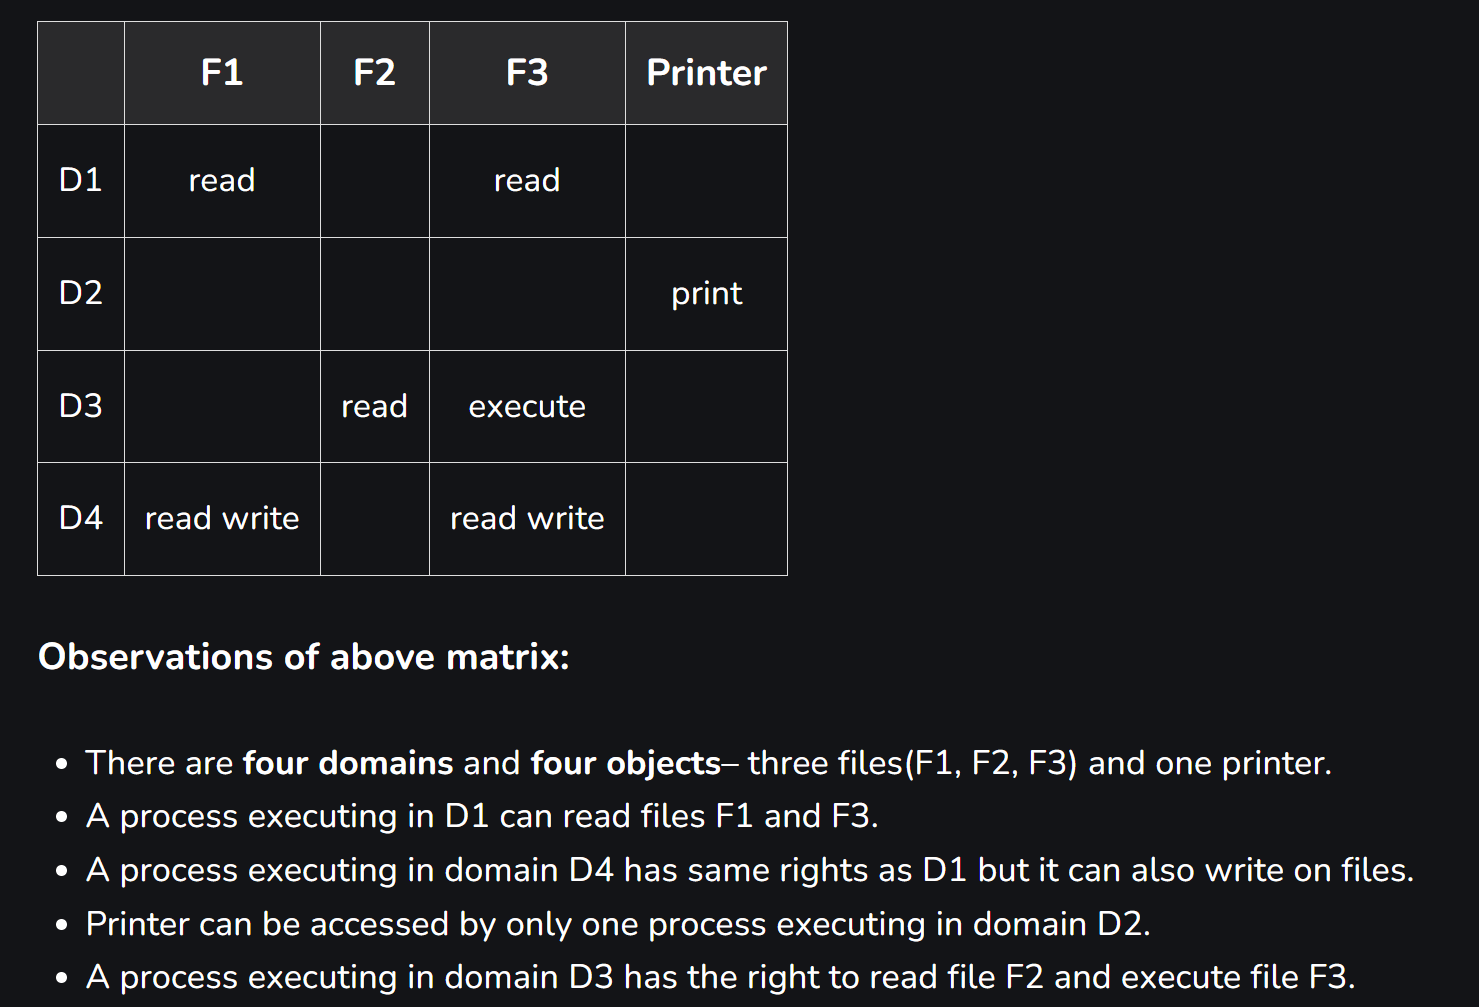 F1 F2 F3 Printer
D1 read read
D2 print
D3 read execute
D4 read write read write
Observations of above matrix:
There are four domains and four objects– three files(F1, F2, F3) and one printer.
A process executing in D1 can read files F1 and F3.
A process executing in domain D4 has same rights as D1 but it can also write on files.
Printer can be accessed by only one process executing in domain D2.
A process executing in domain D3 has the right to read file F2 and execute file F3.